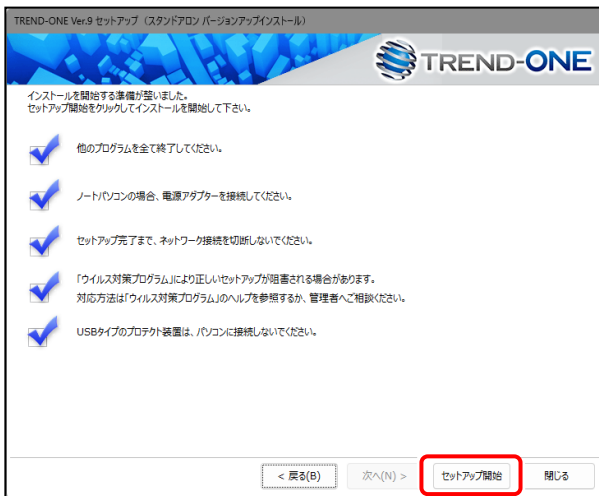 TREND-ONE Ver.9 セットアップ（スタンドアロン バージョンアップインストール）
TREND-ONE
インストールを開始する準備が整いました。
セットアップ開始をクリックしてインストールを開始して下さい。
他のプログラムを全て終了してください。
ノートパソコンの場合、電源アダプターを接続してください。
セットアップ完了まで、ネットワーク接続を切断しないでください。
「ウイルス対策プログラム」により正しいセットアップが阻害される場合があります。
対応方法は「ウィルス対策プログラム」のヘルプを参照するか、管理者へご相談ください。
USBタイプのプロテクト装置は、パソコンに接続しないでください。
< 戻る(B) 次へ(N) > セットアップ開始 閉じる